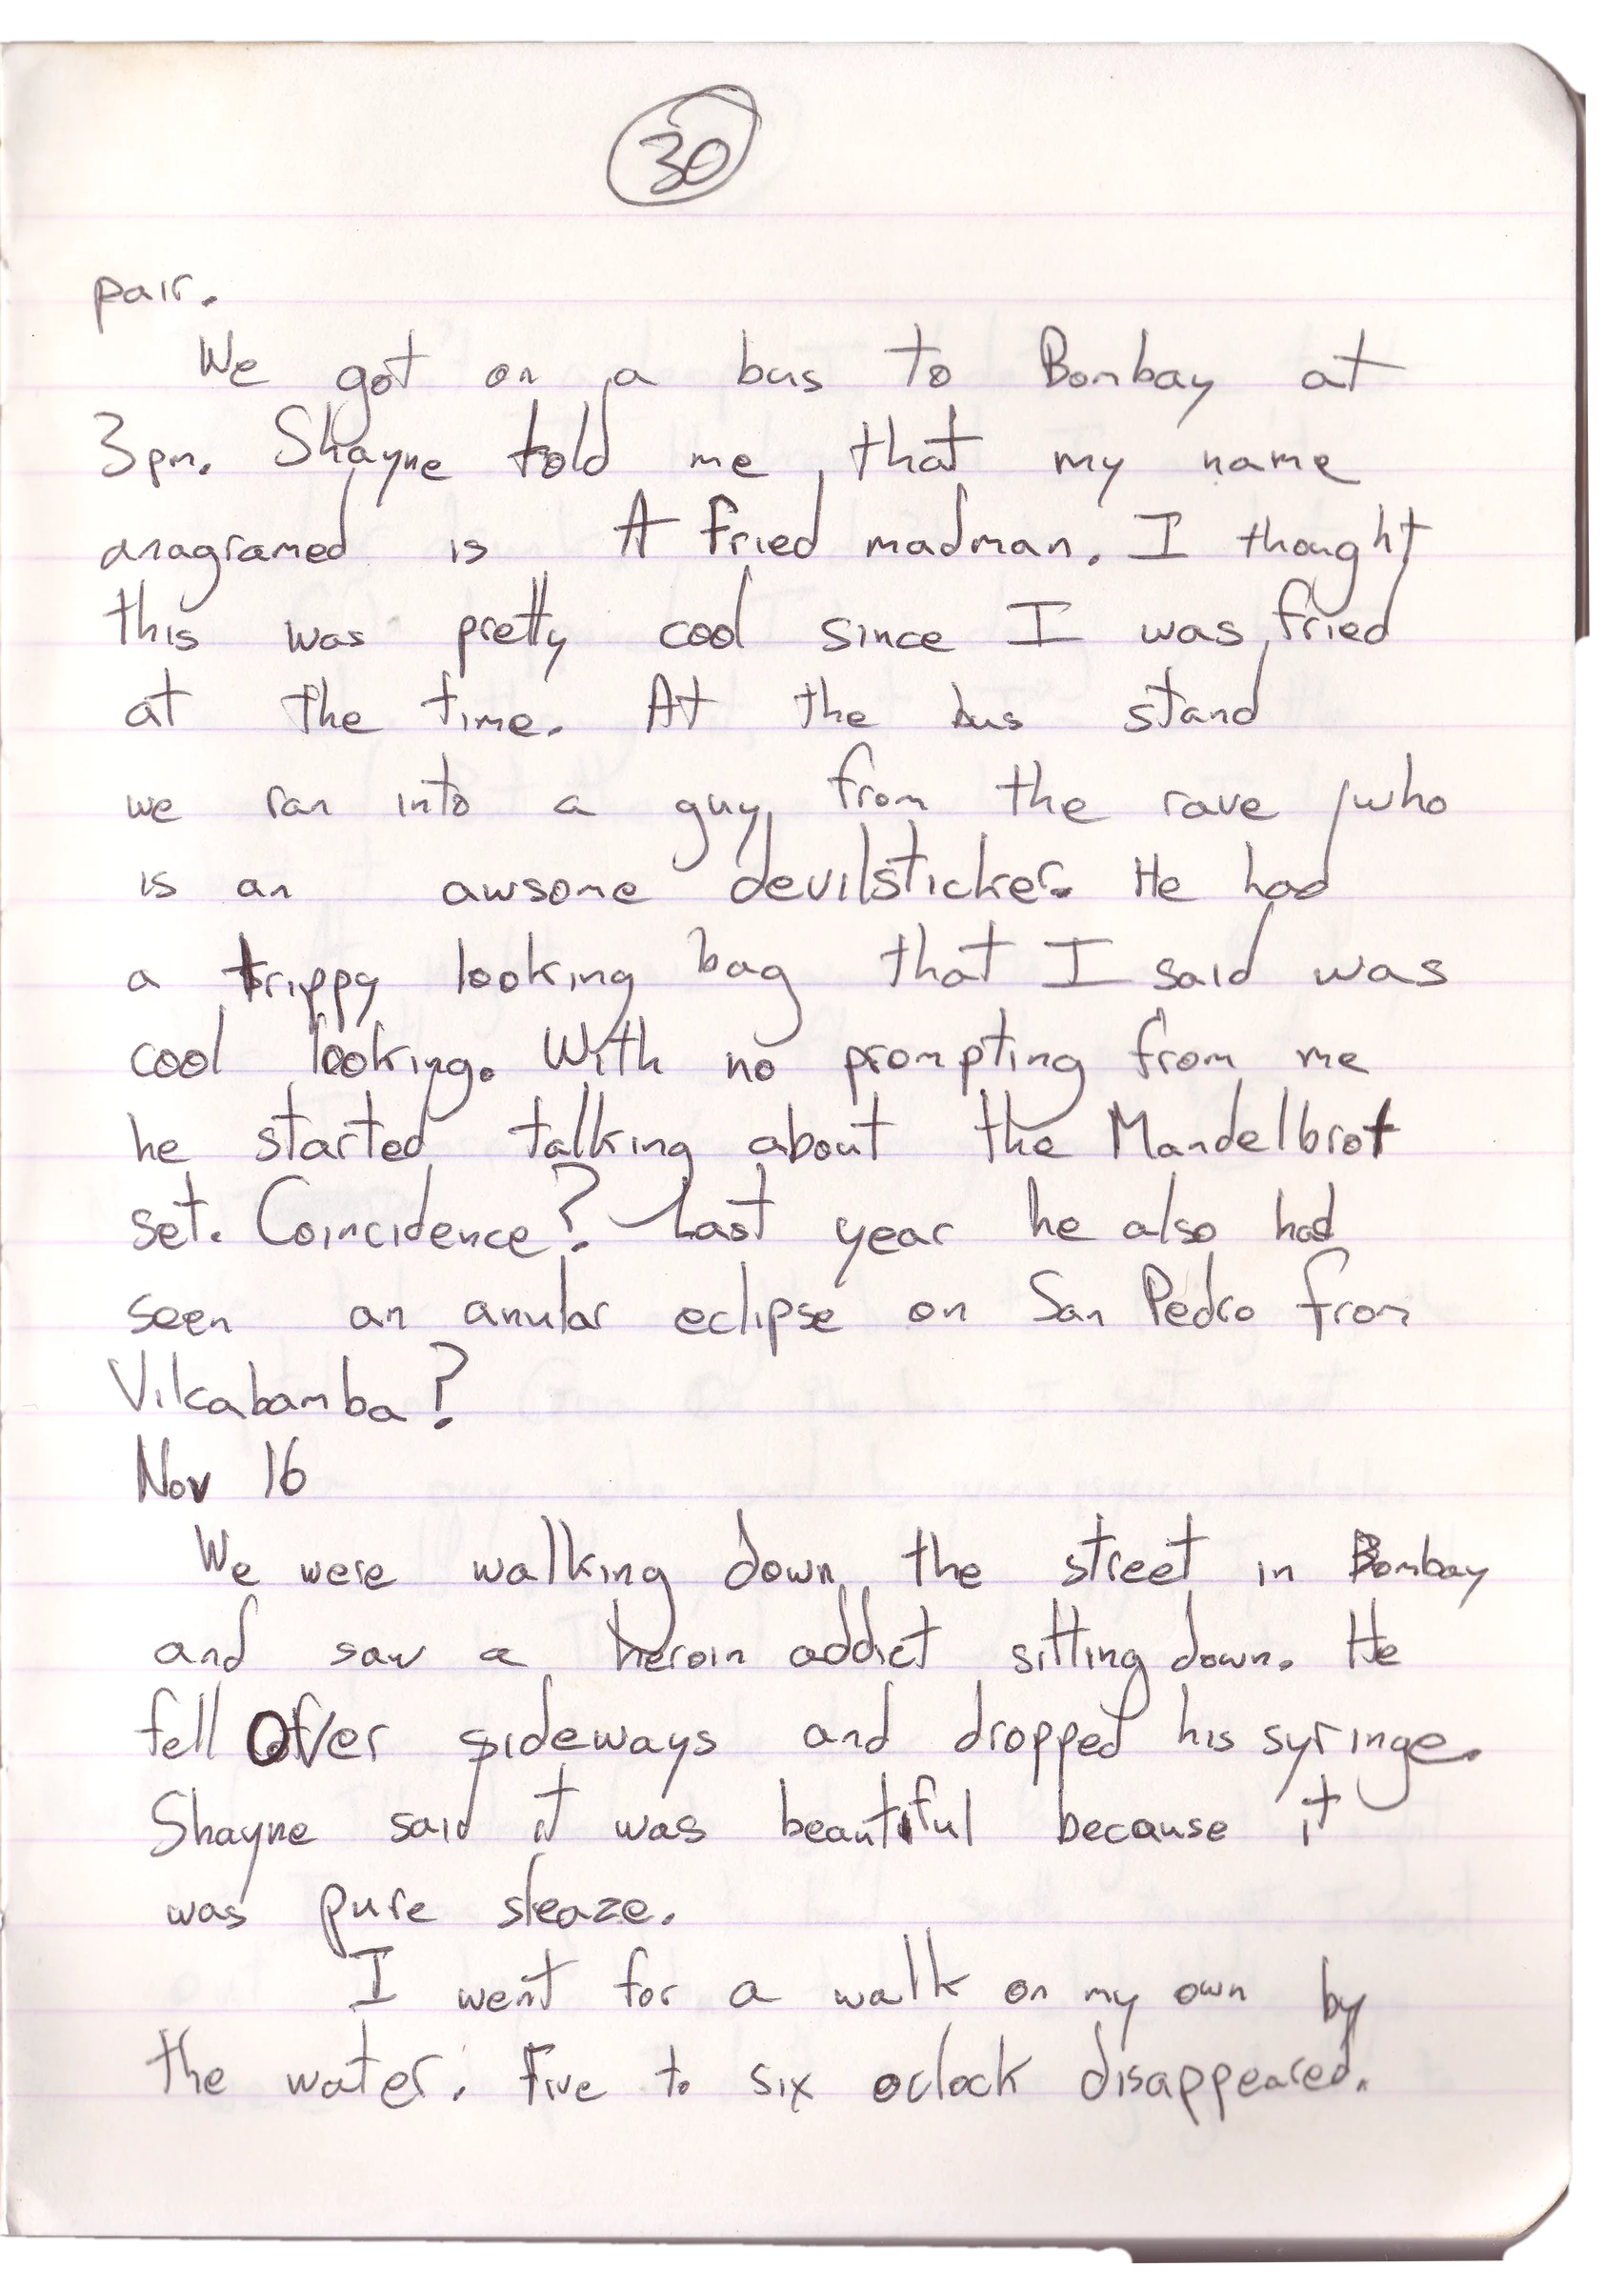 30
pair.
We got on a bus to Bombay at
3pm. Shayne told me that my name
anagramed is A fried madman. I thought
this was pretty cool since I was fried
at the time. At the bus stand
we ran into a guy from the rave who
is an awsome devilsticker. He had
a trippy looking bag that I said was
cool looking. With no prompting from me
he started talking about the Mandelbrot
set. Coincidence? Last year he also had
seen an anular eclipse on San Pedro from
Vilcabamba?
Nov 16
We were walking down the street in Bombay
and saw a heroin addict sitting down. He
fell over sideways and dropped his syringe.
Shayne said it was beautiful because it
was pure sleaze.
I went for a walk on my own by
the water. Five to six oclock disappeared.